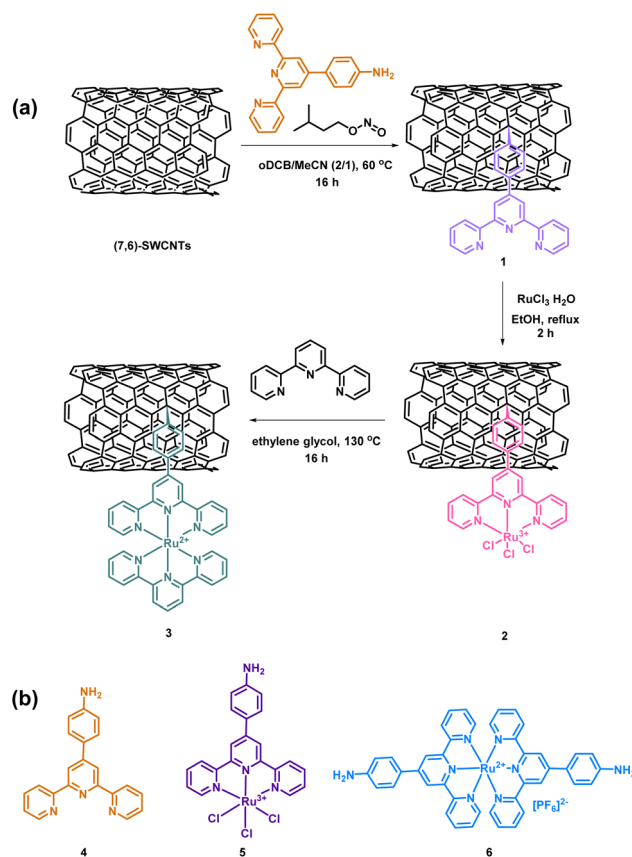 (a)
N
N
NH₂
N
O
N
O
oDCB/MeCN (2/1), 60 °C
16 h
(7,6)-SWCNTs
N
N
N
1
RuCl₃ H₂O
EtOH, reflux
2 h
N
N
N
ethylene glycol, 130 °C
16 h
N
N
N
Ru²⁺
N
N
N
3
N
N
N
Ru³⁺
Cl
Cl
Cl
2
(b)
NH₂
N
N
N
4
NH₂
N
N
N
Ru³⁺
Cl
Cl
Cl
5
H₂N
N
N
N
Ru²⁺
N
N
N
NH₂
[PF₆]²⁻
6